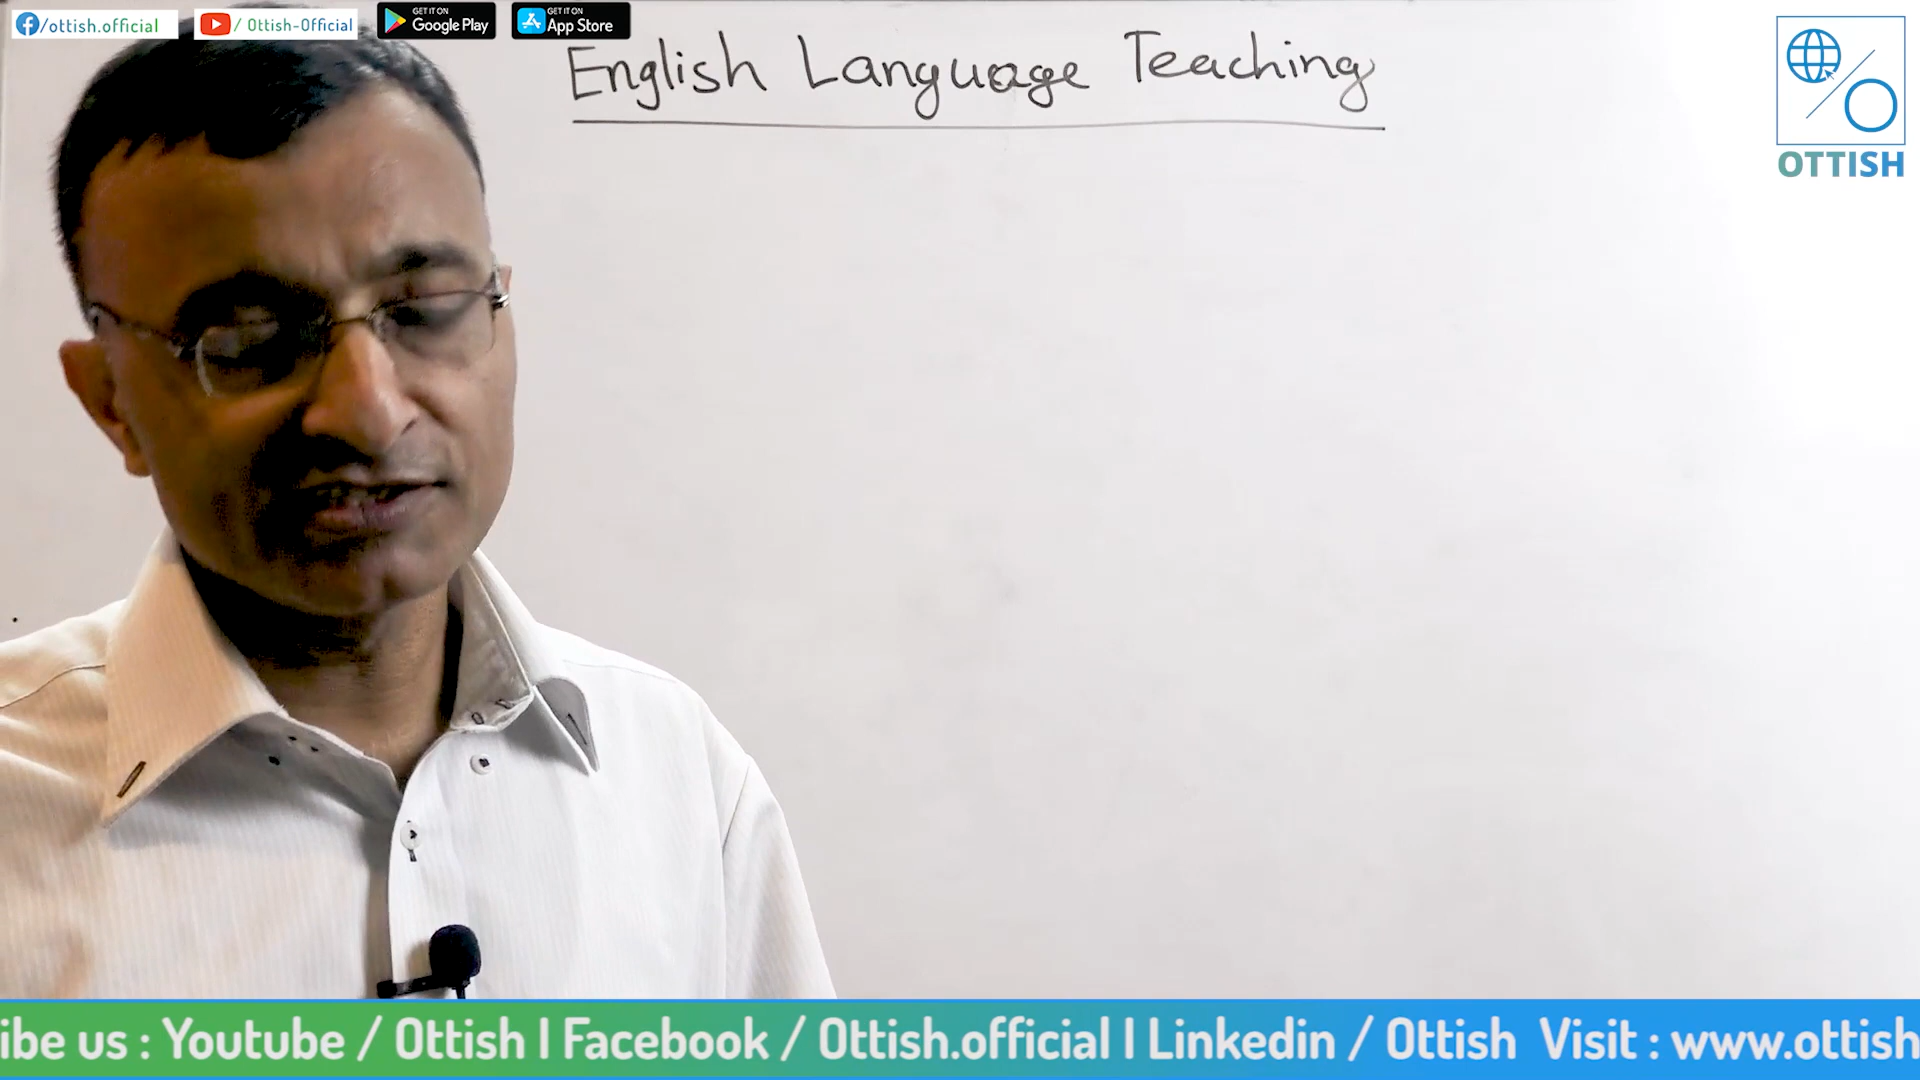 /ottish.official
/ Ottish-Official
GET IT ON
Google Play
GET IT ON
App Store
English Language Teaching
OTTISH
ibe us : Youtube / Ottish I Facebook / Ottish.official I Linkedin / Ottish Visit : www.ottish